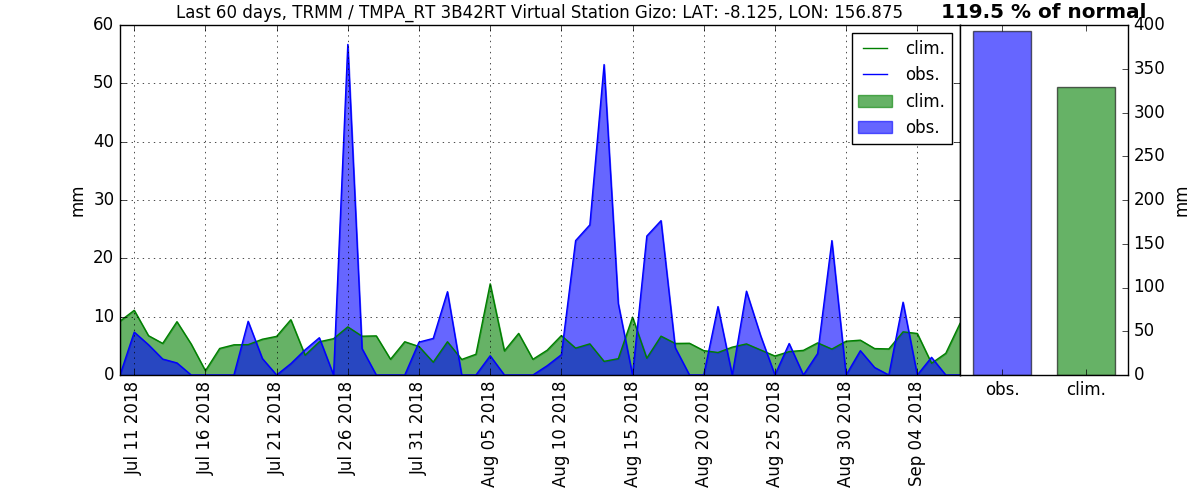 Last 60 days, TRMM / TMPA_RT 3B42RT Virtual Station Gizo: LAT: -8.125, LON: 156.875
119.5 % of normal
60
50
40
30
20
10
0
mm
clim.
obs.
clim.
obs.
Jul 11 2018
Jul 16 2018
Jul 21 2018
Jul 26 2018
Jul 31 2018
Aug 05 2018
Aug 10 2018
Aug 15 2018
Aug 20 2018
Aug 25 2018
Aug 30 2018
Sep 04 2018
400
350
300
250
200
150
100
50
0
mm
obs.
clim.